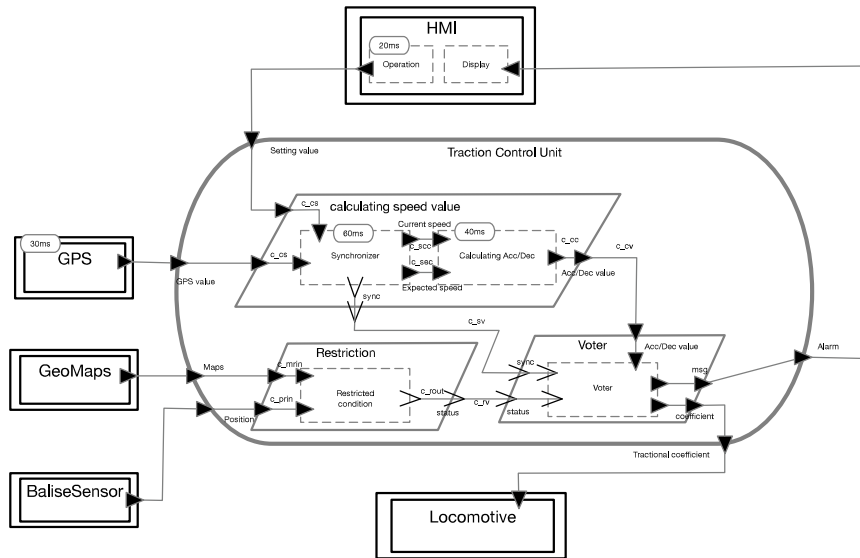 HMI
20ms
Operation
Display
Setting value
Traction Control Unit
calculating speed value
c_cs
Current speed
60ms
40ms
c_cc
c_cv
30ms
GPS
GPS value
c_cs
Synchronizer
c_scc
c_sec
Calculating Acc/Dec
Acc/Dec value
Expected speed
sync
c_sv
Restriction
Voter
Acc/Dec value
Alarm
GeoMaps
Maps
c_mrin
sync
msg
c_prin
Restricted
condition
c_rout
Voter
Position
status
c_rv
status
coefficient
Tractional coefficient
BaliseSensor
Locomotive